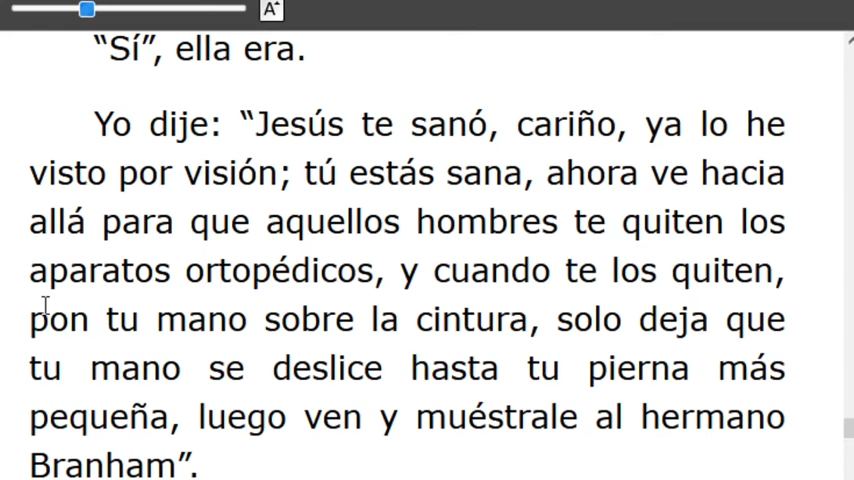 A
“Sí”, ella era.
Yo dije: “Jesús te sanó, cariño, ya lo he
visto por visión; tú estás sana, ahora ve hacia
allá para que aquellos hombres te quiten los
aparatos ortopédicos, y cuando te los quiten,
pon tu mano sobre la cintura, solo deja que
tu mano se deslice hasta tu pierna más
pequeña, luego ven y muéstrale al hermano
Branham”.